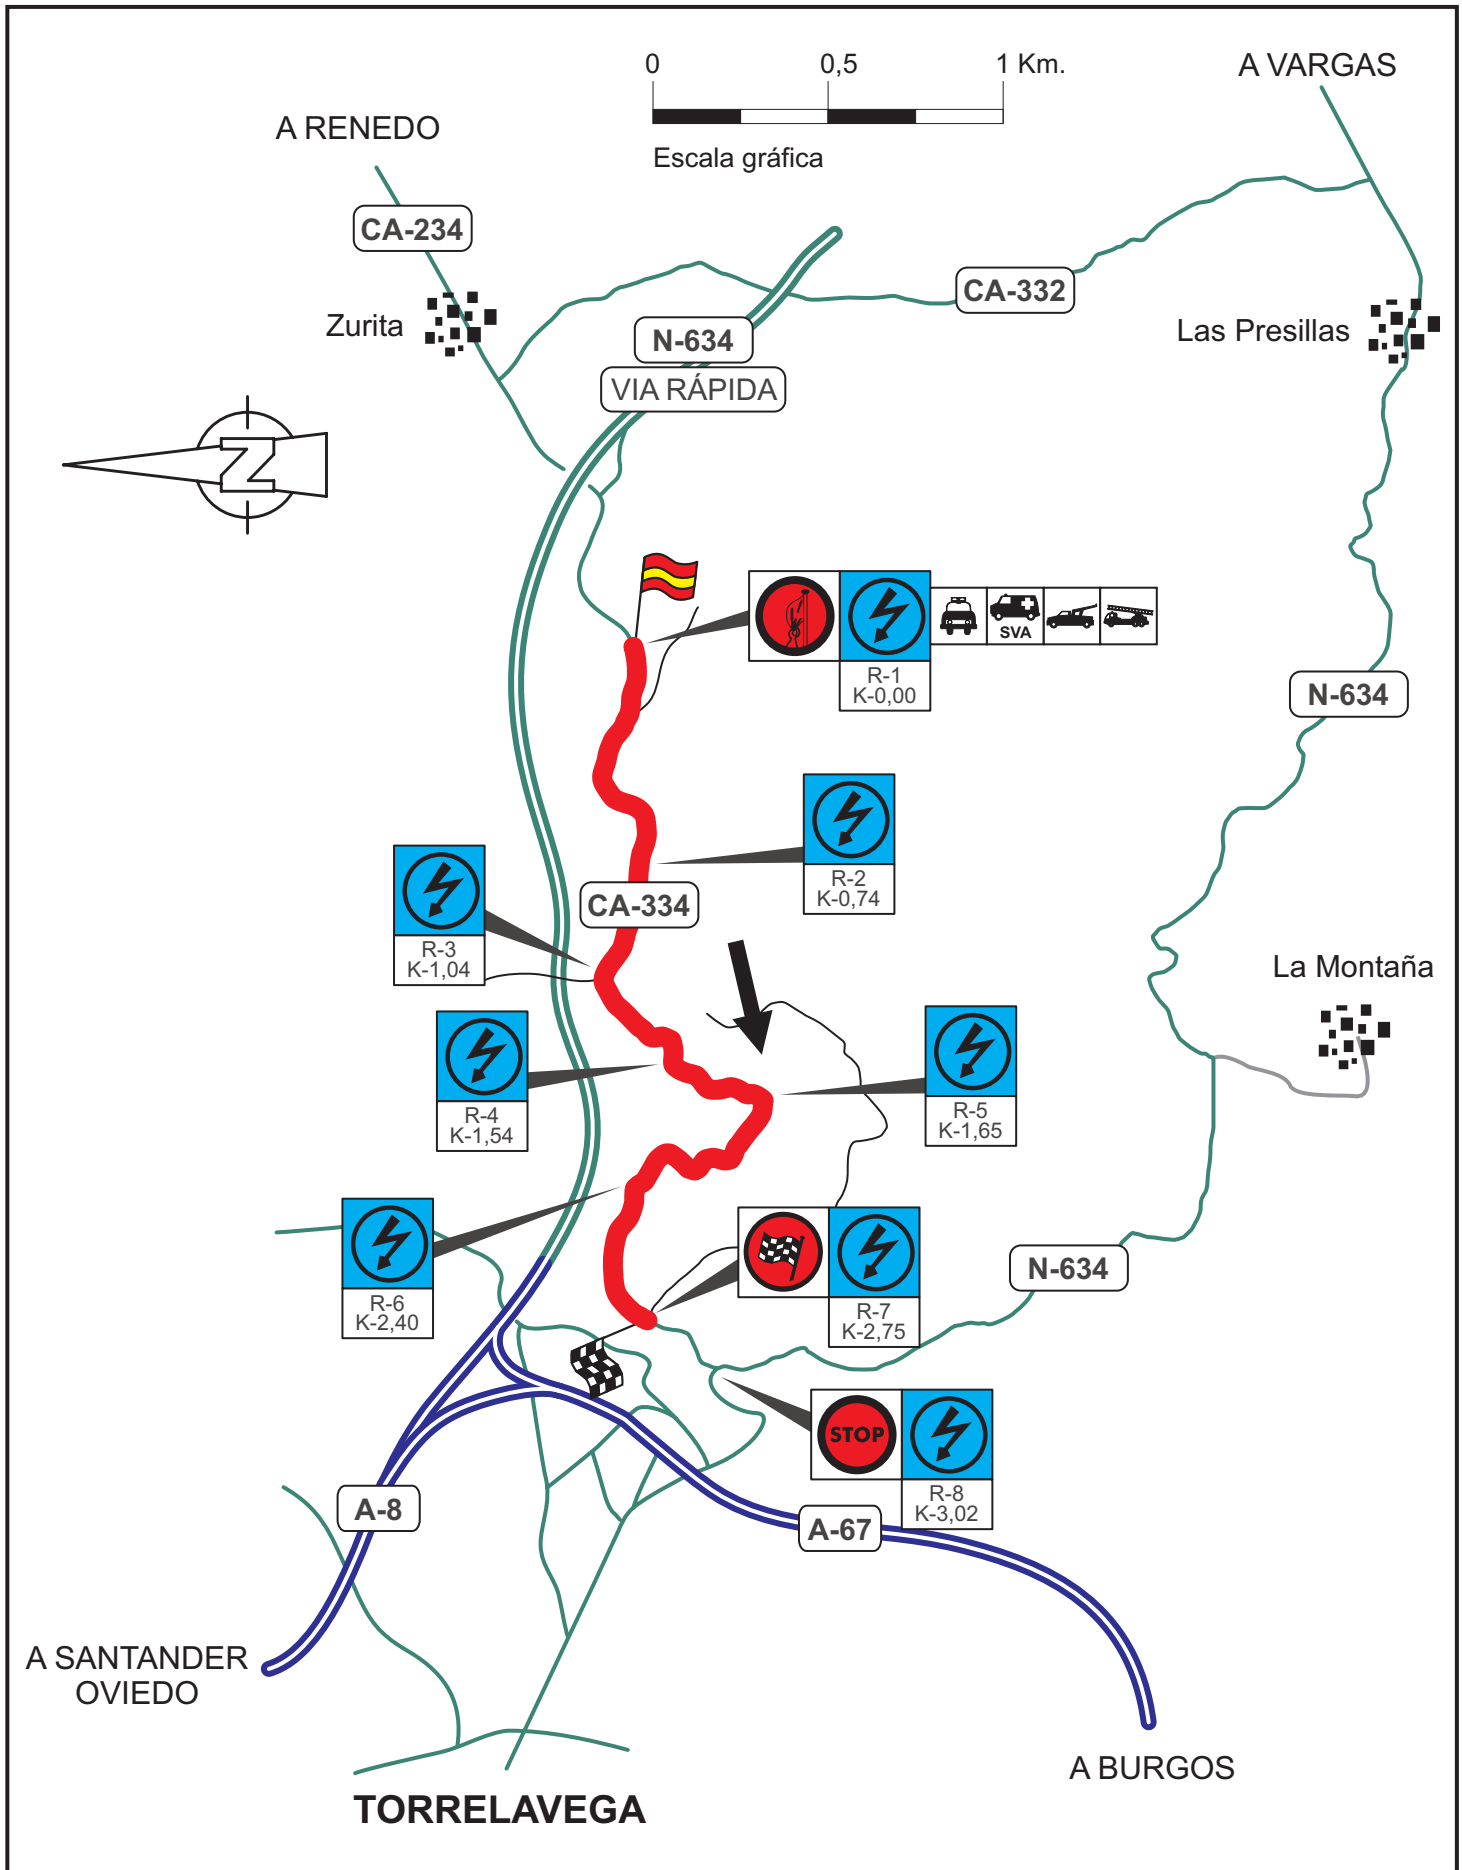 0 0,5 1 Km.
Escala gráfica
A VARGAS
A RENEDO
CA-234
CA-332
Zurita
N-634
VIA RÁPIDA
Las Presillas
N
SVA
R-1
K-0,00
N-634
R-2
K-0,74
CA-334
R-3
K-1,04
La Montaña
R-4
K-1,54
R-5
K-1,65
N-634
R-6
K-2,40
R-7
K-2,75
STOP
R-8
K-3,02
A-8
A-67
A SANTANDER
OVIEDO
A BURGOS
TORRELAVEGA